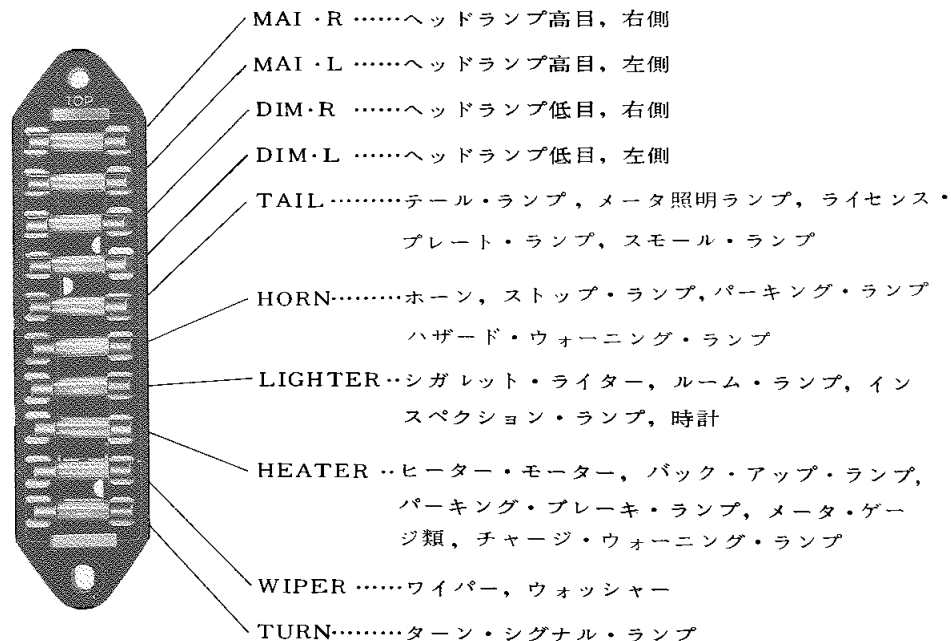 TOP
MAI・R ……ヘッドランプ高目，右側
MAI・L ……ヘッドランプ高目，左側
DIM・R ……ヘッドランプ低目，右側
DIM・L ……ヘッドランプ低目，左側
TAIL………テール・ランプ，メータ照明ランプ，ライセンス・
プレート・ランプ，スモール・ランプ
HORN………ホーン，ストップ・ランプ，パーキング・ランプ
ハザード・ウォーニング・ランプ
LIGHTER‥シガレット・ライター，ルーム・ランプ，イン
スペクション・ランプ，時計
HEATER‥ヒーター・モーター，バック・アップ・ランプ，
パーキング・ブレーキ・ランプ，メータ・ゲー
ジ類，チャージ・ウォーニング・ランプ
WIPER……ワイパー，ウォッシャー
TURN………ターン・シグナル・ランプ